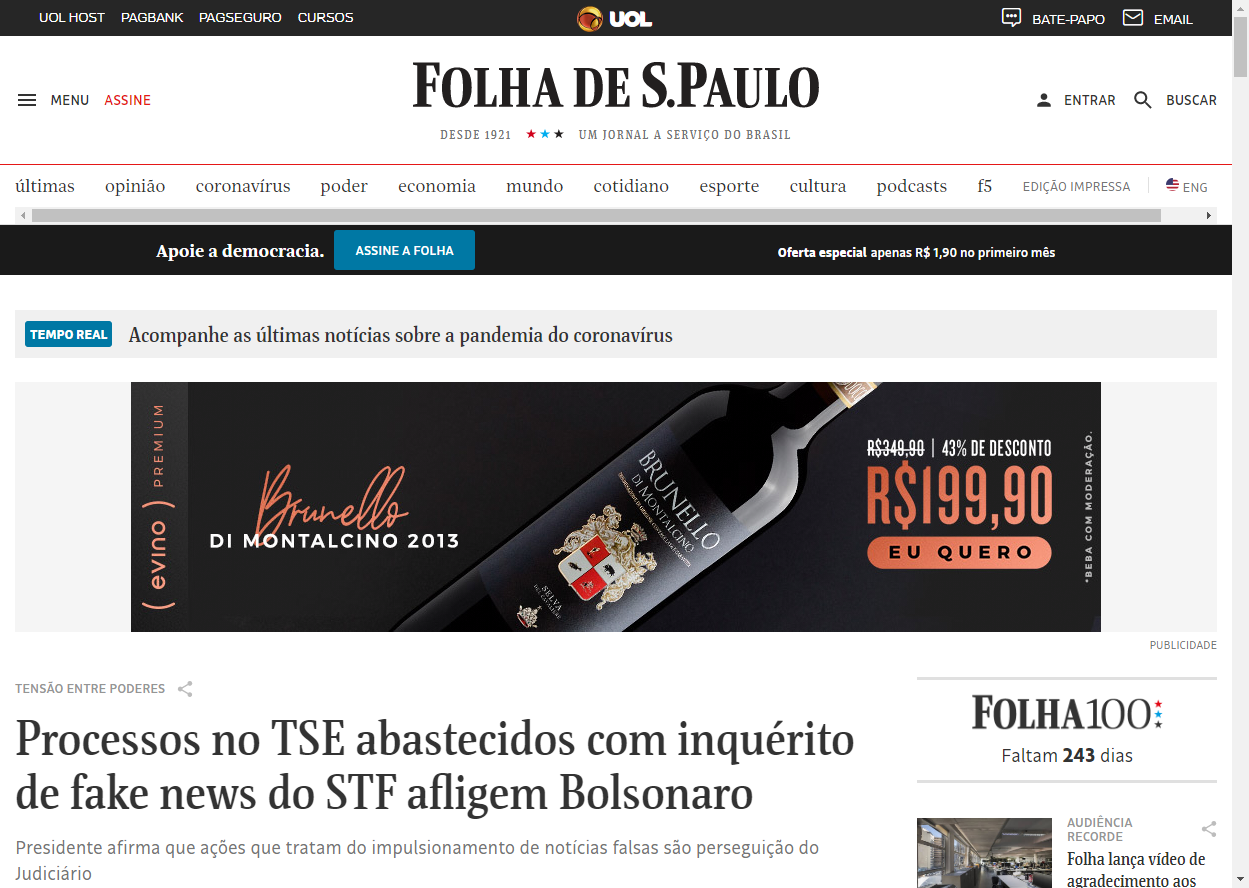 UOL HOST PAGBANK PAGSEGURO CURSOS UOL BATE-PAPO EMAIL
MENU ASSINE FOLHA DE S.PAULO ENTRAR BUSCAR
DESDE 1921 ★★★ UM JORNAL A SERVIÇO DO BRASIL
últimas opinião coronavírus poder economia mundo cotidiano esporte cultura podcasts f5 EDIÇÃO IMPRESSA ENG
Apoie a democracia. ASSINE A FOLHA Oferta especial apenas R$ 1,90 no primeiro mês
TEMPO REAL Acompanhe as últimas notícias sobre a pandemia do coronavírus
(evino) PREMIUM
Brunello
DI MONTALCINO 2013
BRUNELLO
DI MONTALCINO
SELVA
R$349,90 | 43% DE DESCONTO
R$199,90
EU QUERO
*BEBA COM MODERAÇÃO.
PUBLICIDADE
TENSÃO ENTRE PODERES
Processos no TSE abastecidos com inquérito
de fake news do STF afligem Bolsonaro
Presidente afirma que ações que tratam do impulsionamento de notícias falsas são perseguição do
Judiciário
FOLHA100
Faltam 243 dias
AUDIÊNCIA
RECORDE
Folha lança vídeo de
agradecimento aos